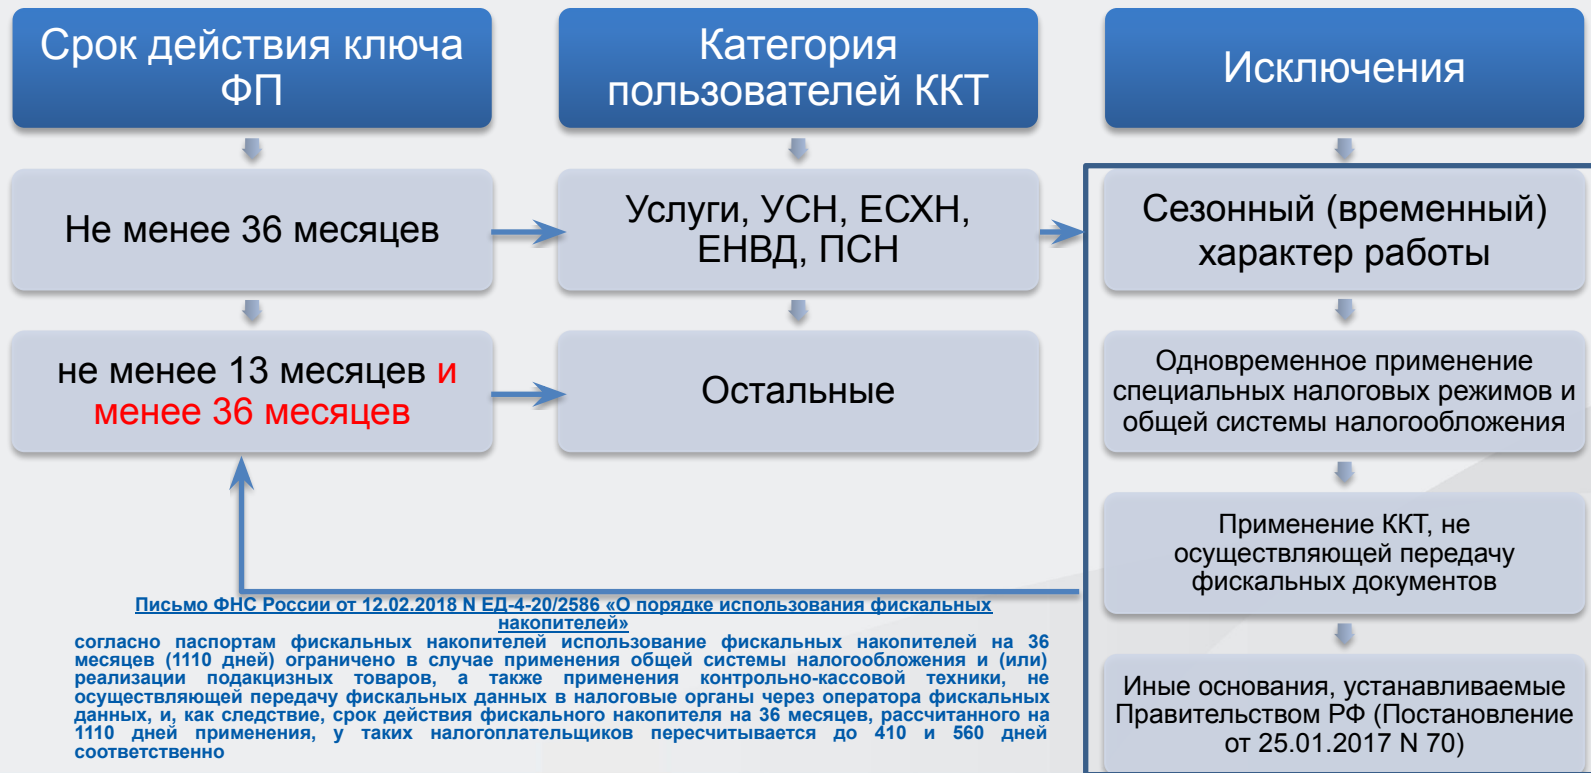 Срок действия ключа
ФП
Категория
пользователей ККТ
Исключения
Не менее 36 месяцев
Услуги, УСН, ЕСХН,
ЕНВД, ПСН
Сезонный (временный)
характер работы
не менее 13 месяцев и
менее 36 месяцев
Остальные
Одновременное применение
специальных налоговых режимов и
общей системы налогообложения
Применение ККТ, не
осуществляющей передачу
фискальных документов
Иные основания, устанавливаемые
Правительством РФ (Постановление
от 25.01.2017 N 70)
Письмо ФНС России от 12.02.2018 N ЕД-4-20/2586 «О порядке использования фискальных
накопителей»
согласно паспортам фискальных накопителей использование фискальных накопителей на 36
месяцев (1110 дней) ограничено в случае применения общей системы налогообложения и (или)
реализации подакцизных товаров, а также применения контрольно-кассовой техники, не
осуществляющей передачу фискальных данных в налоговые органы через оператора фискальных
данных, и, как следствие, срок действия фискального накопителя на 36 месяцев, рассчитанного на
1110 дней применения, у таких налогоплательщиков пересчитывается до 410 и 560 дней
соответственно